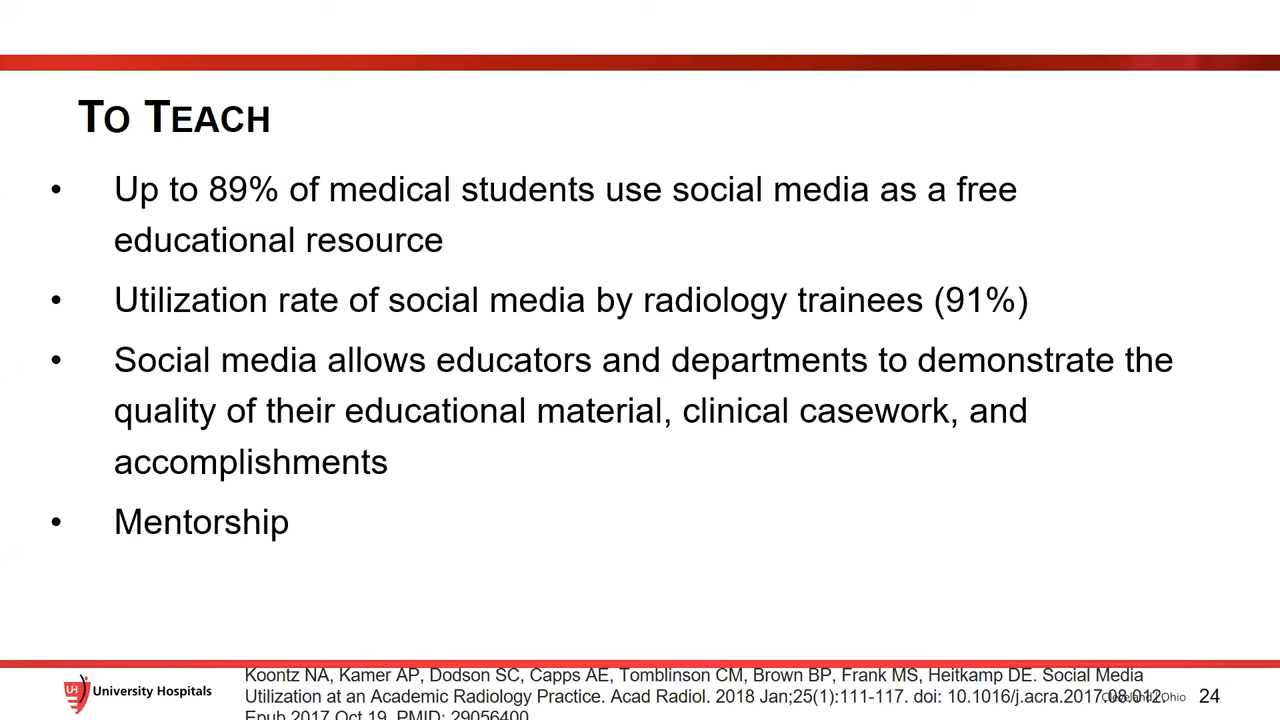 TO TEACH
• Up to 89% of medical students use social media as a free
educational resource
• Utilization rate of social media by radiology trainees (91%)
• Social media allows educators and departments to demonstrate the
quality of their educational material, clinical casework, and
accomplishments
• Mentorship
Koontz NA, Kamer AP, Dodson SC, Capps AE, Tomblinson CM, Brown BP, Frank MS, Heitkamp DE. Social Media
Utilization at an Academic Radiology Practice. Acad Radiol. 2018 Jan;25(1):111-117. doi: 10.1016/j.acra.2017.08.012.
Epub 2017 Oct 19. PMID: 29056400
UH University Hospitals
Cleveland, Ohio
24